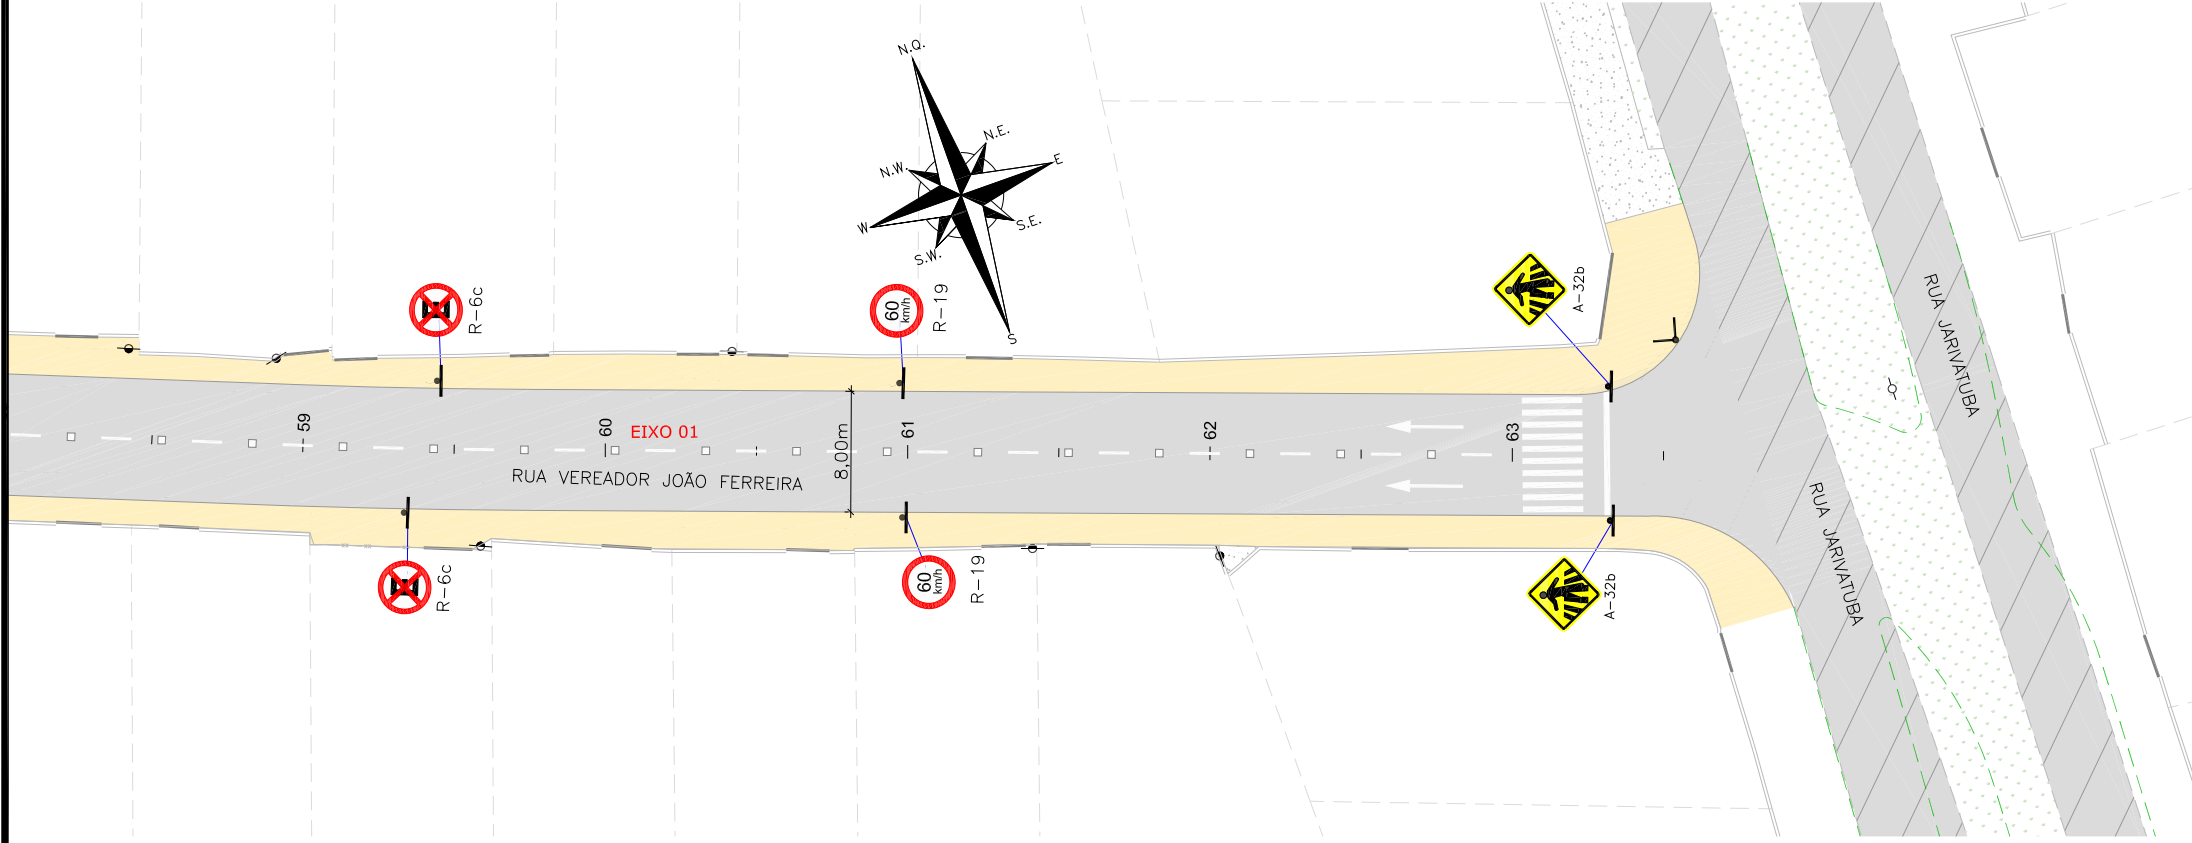 N.Q.
N.E.
E
N.W.
W
S.E.
S.W.
S
R-6c
60
km/h
R-19
A-32b
RUA JARIVATUBA
59
60
EIXO 01
61
62
63
8,00m
RUA VEREADOR JOÃO FERREIRA
R-6c
60
km/h
R-19
A-32b
RUA JARIVATUBA